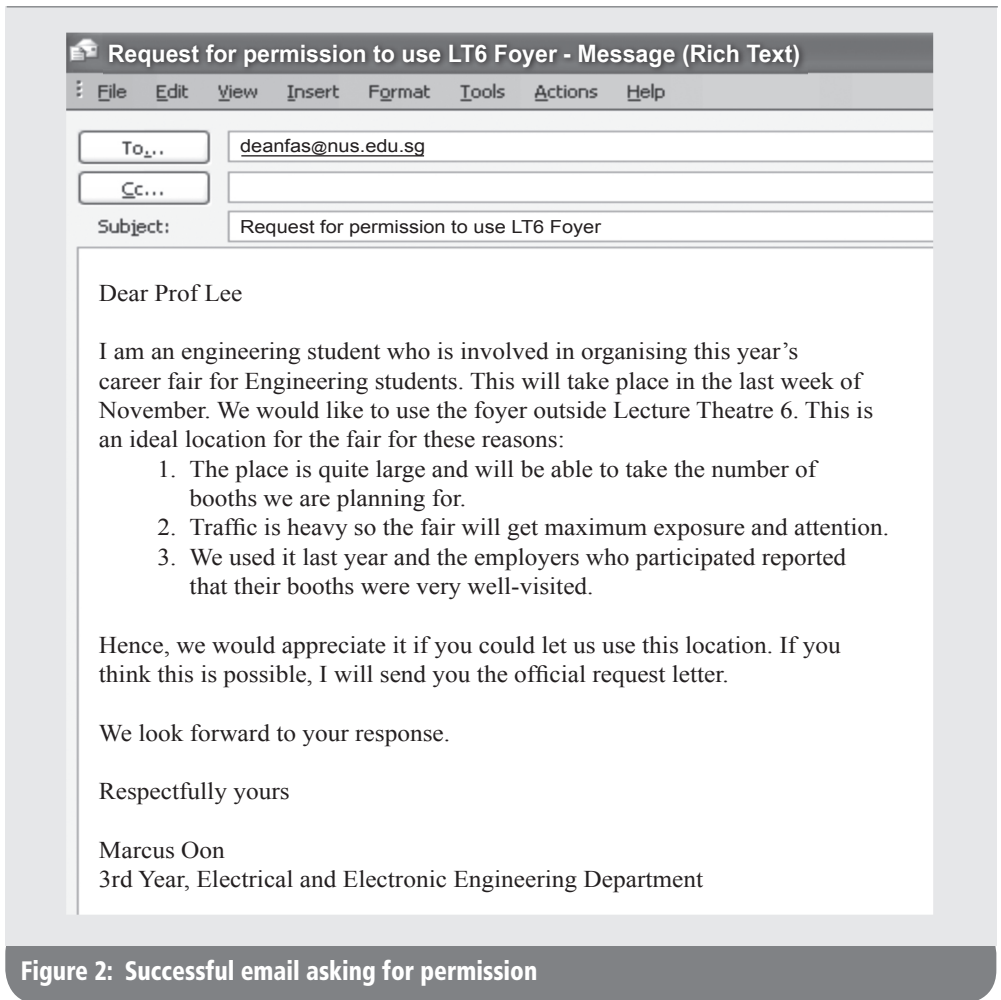 Request for permission to use LT6 Foyer - Message (Rich Text)
File Edit View Insert Format Tools Actions Help
To... deanfas@nus.edu.sg
Cc...
Subject: Request for permission to use LT6 Foyer
Dear Prof Lee
I am an engineering student who is involved in organising this year’s
career fair for Engineering students. This will take place in the last week of
November. We would like to use the foyer outside Lecture Theatre 6. This is
an ideal location for the fair for these reasons:
1. The place is quite large and will be able to take the number of
booths we are planning for.
2. Traffic is heavy so the fair will get maximum exposure and attention.
3. We used it last year and the employers who participated reported
that their booths were very well-visited.
Hence, we would appreciate it if you could let us use this location. If you
think this is possible, I will send you the official request letter.
We look forward to your response.
Respectfully yours
Marcus Oon
3rd Year, Electrical and Electronic Engineering Department
Figure 2: Successful email asking for permission